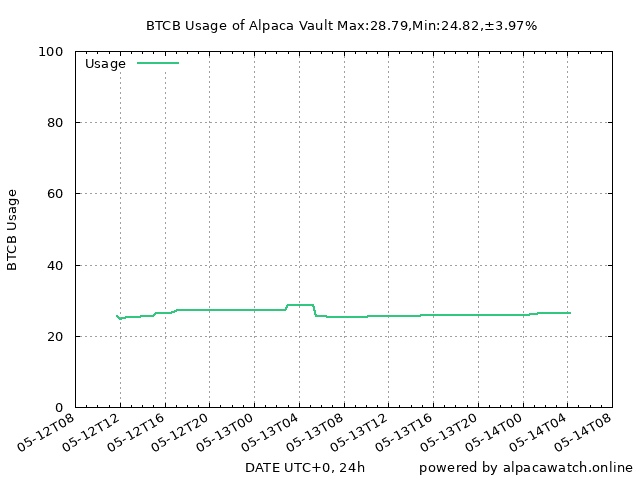 BTCB Usage of Alpaca Vault Max:28.79,Min:24.82,±3.97%
100
Usage
80
60
BTCB Usage
40
20
0
05-12T08
05-12T12
05-12T16
05-12T20
05-13T00
05-13T04
05-13T08
05-13T12
05-13T16
05-13T20
05-14T00
05-14T04
05-14T08
DATE UTC+0, 24h
powered by alpacawatch.online